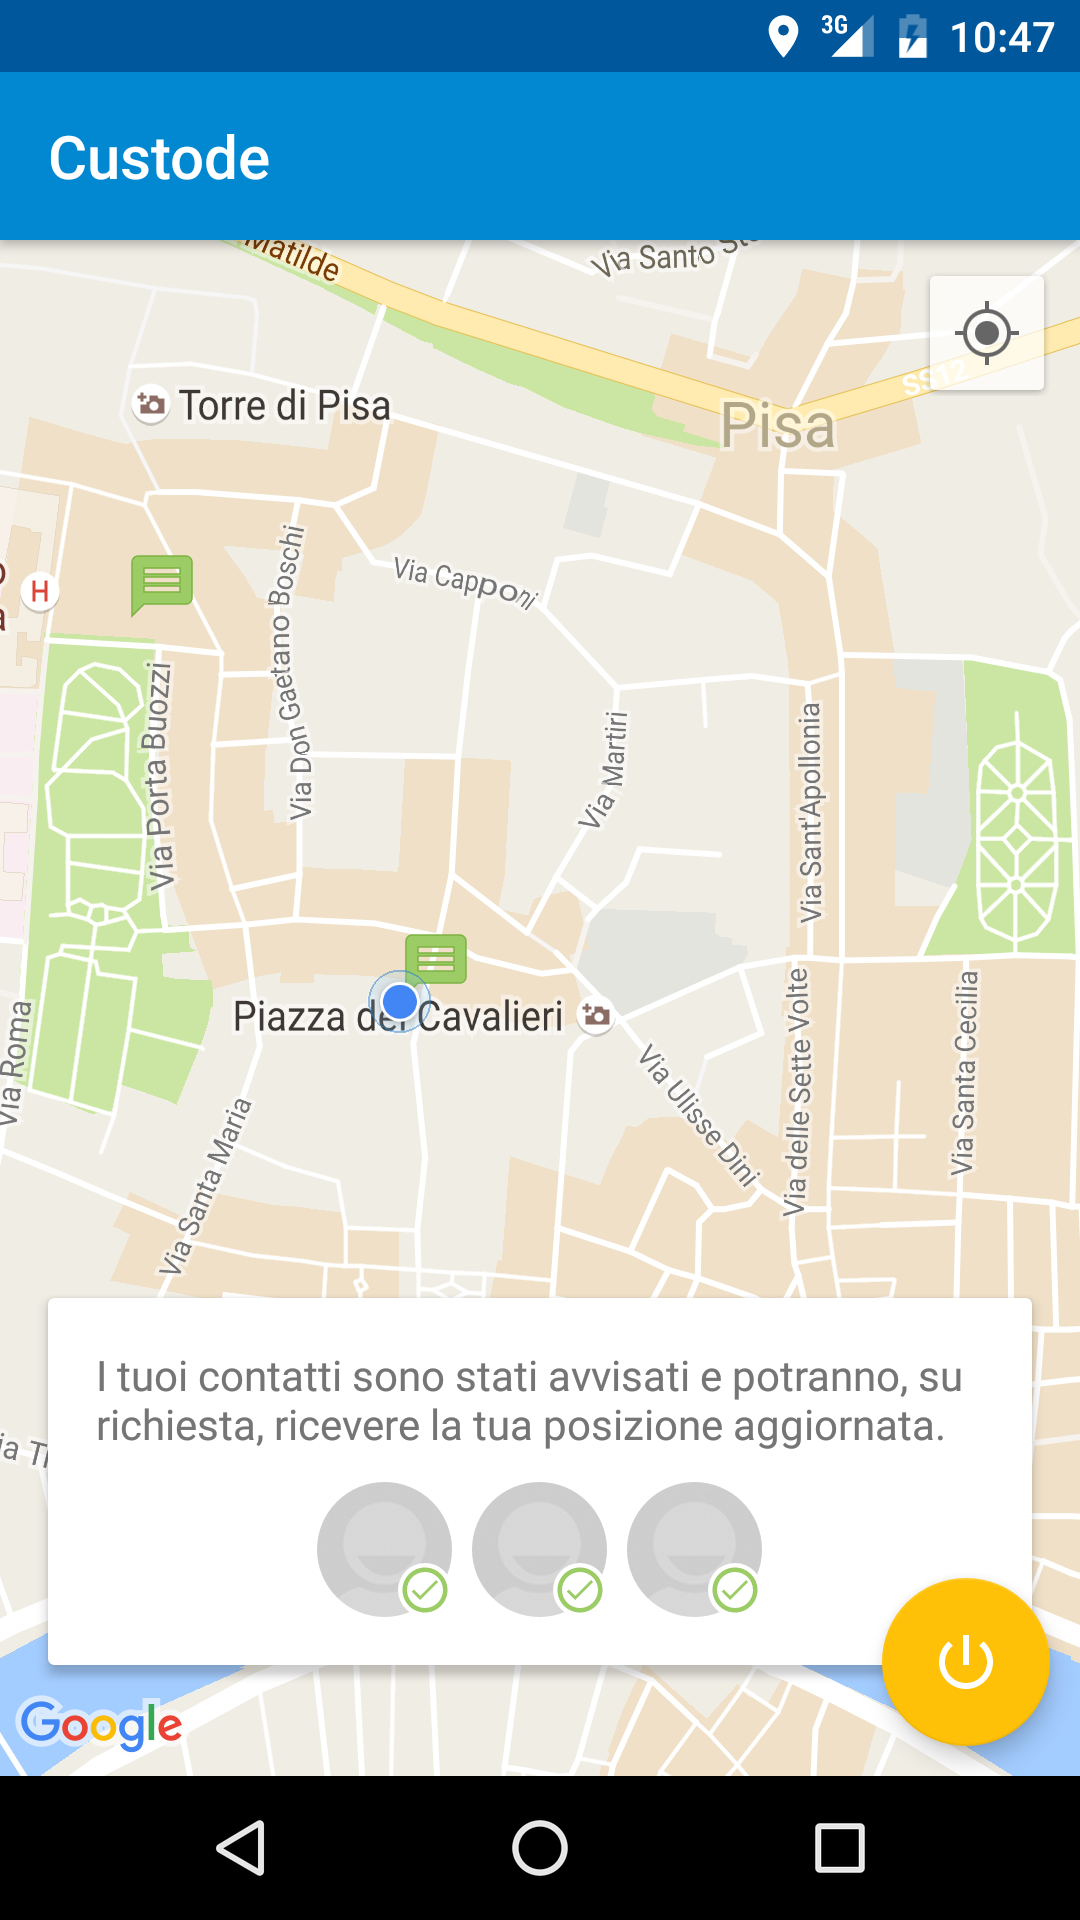 3G 10:47
Custode
Matilde
Via Santo
SS12
Torre di Pisa
Pisa
Via Capponi
H
Via Don Gaetano Boschi
Via Porta Buozzi
Via Martiri
Via Sant'Apollonia
Piazza dei Cavalieri
Via Roma
Via Ulisse Dini
Via delle Sette Volte
Via Santa Cecilia
Via Santa Maria
I tuoi contatti sono stati avvisati e potranno, su
richiesta, ricevere la tua posizione aggiornata.
Google